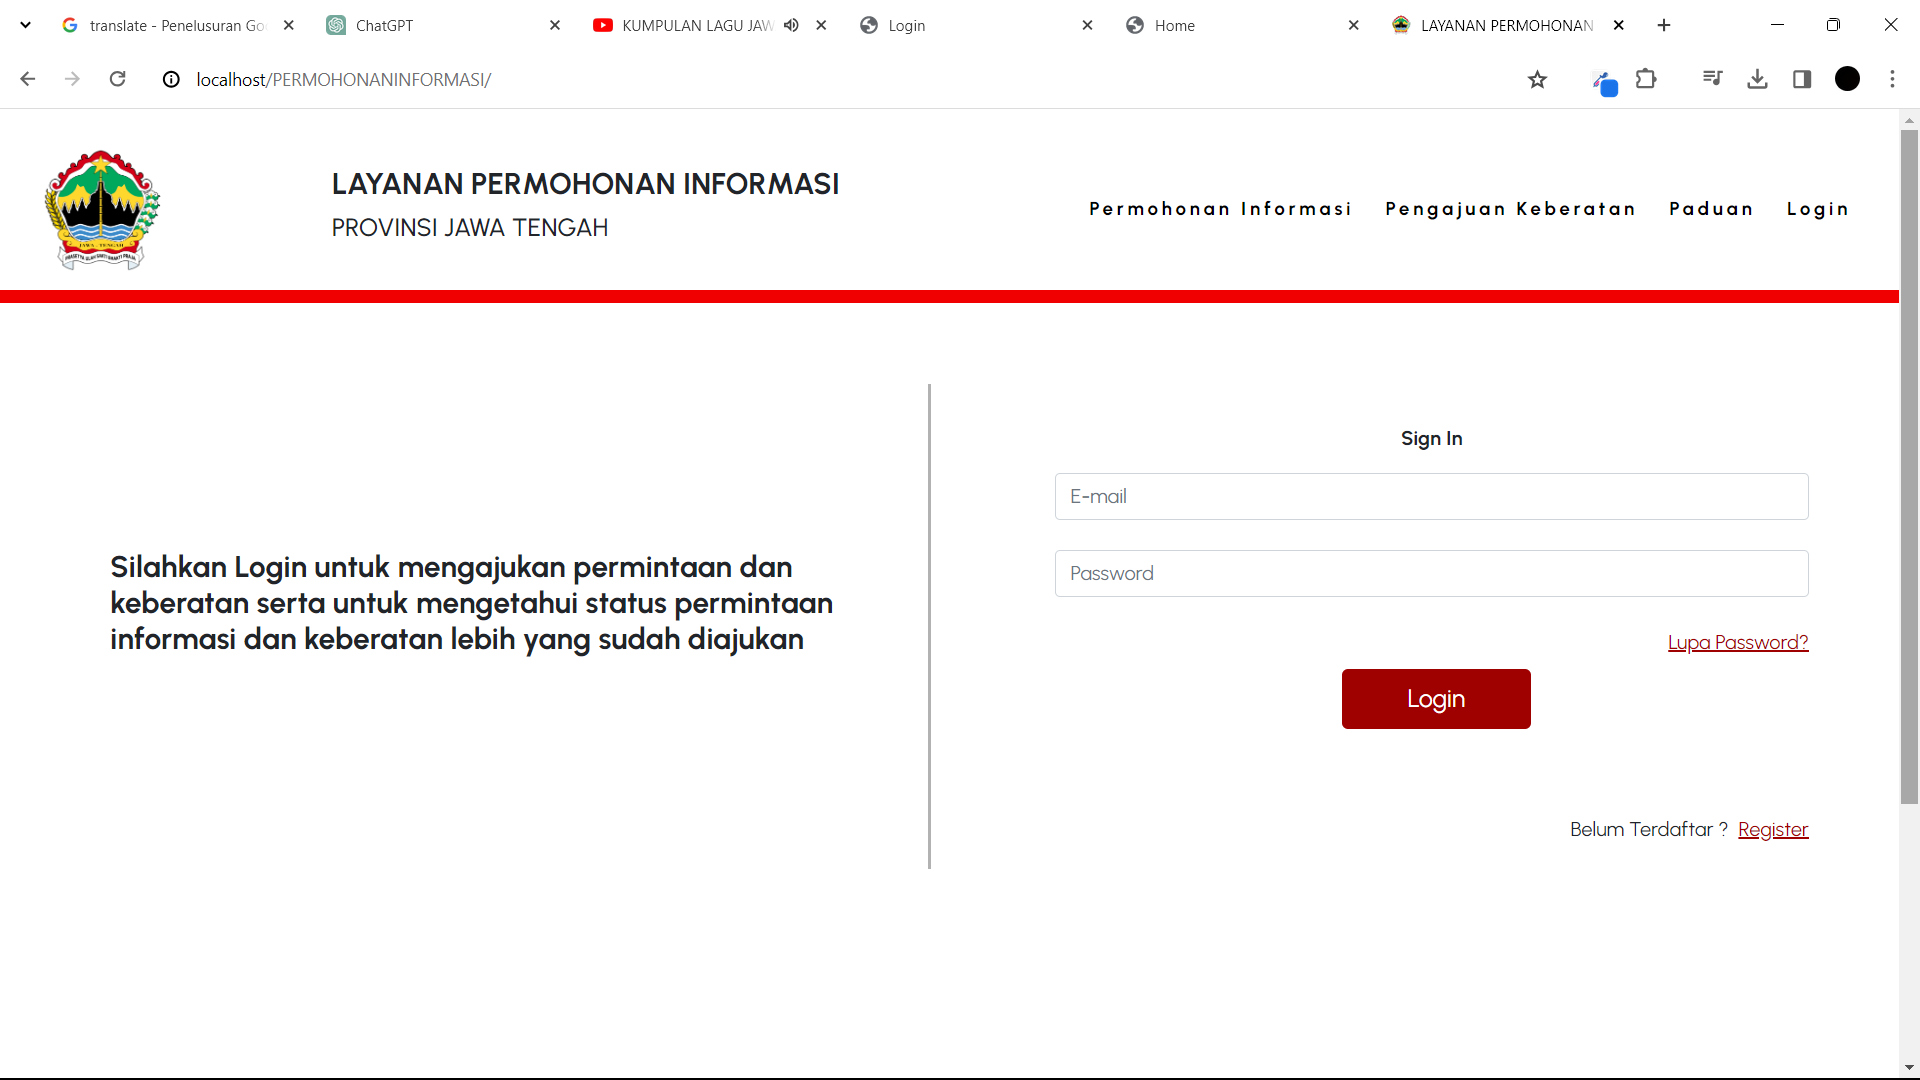 translate - Penelusuran Go
ChatGPT
KUMPULAN LAGU JAW
Login
Home
LAYANAN PERMOHONAN
localhost/PERMOHONANINFORMASI/
LAYANAN PERMOHONAN INFORMASI
PROVINSI JAWA TENGAH
Permohonan Informasi
Pengajuan Keberatan
Paduan
Login
JAWA TENGAH
Sign In
E-mail
Password
Silahkan Login untuk mengajukan permintaan dan
keberatan serta untuk mengetahui status permintaan
informasi dan keberatan lebih yang sudah diajukan
Lupa Password?
Login
Belum Terdaftar ? Register